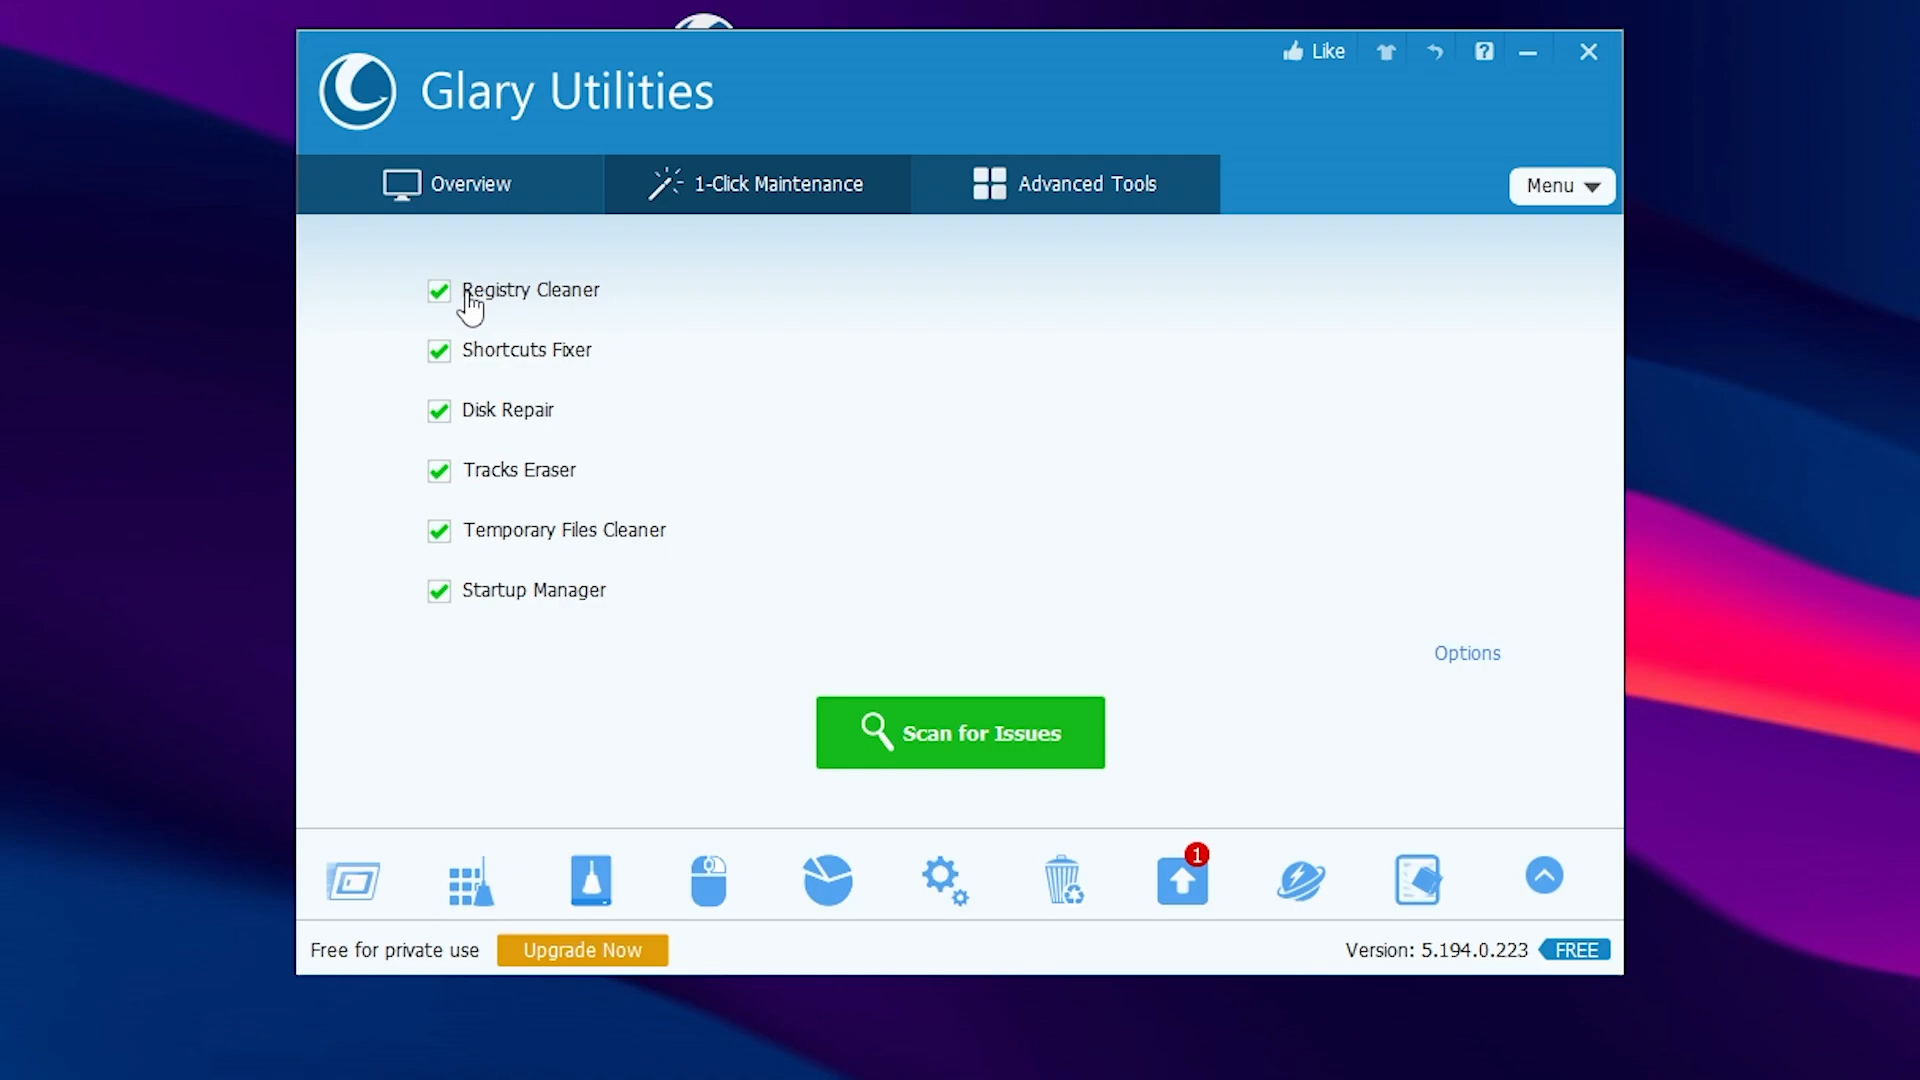 Like
Glary Utilities
Overview
1-Click Maintenance
Advanced Tools
Menu
Registry Cleaner
Shortcuts Fixer
Disk Repair
Tracks Eraser
Temporary Files Cleaner
Startup Manager
Options
Scan for Issues
1
Free for private use
Upgrade Now
Version: 5.194.0.223
FREE